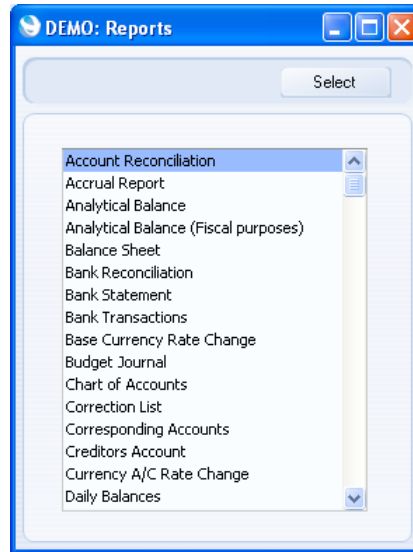 DEMO: Reports
Select
Account Reconciliation
Accrual Report
Analytical Balance
Analytical Balance (Fiscal purposes)
Balance Sheet
Bank Reconciliation
Bank Statement
Bank Transactions
Base Currency Rate Change
Budget Journal
Chart of Accounts
Correction List
Corresponding Accounts
Creditors Account
Currency A/C Rate Change
Daily Balances